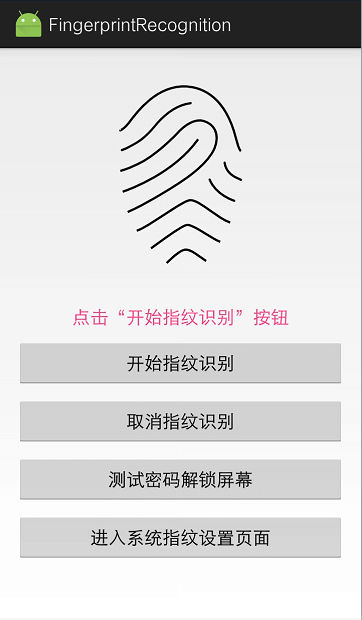 FingerprintRecognition
点击“开始指纹识别”按钮
开始指纹识别
取消指纹识别
测试密码解锁屏幕
进入系统指纹设置页面